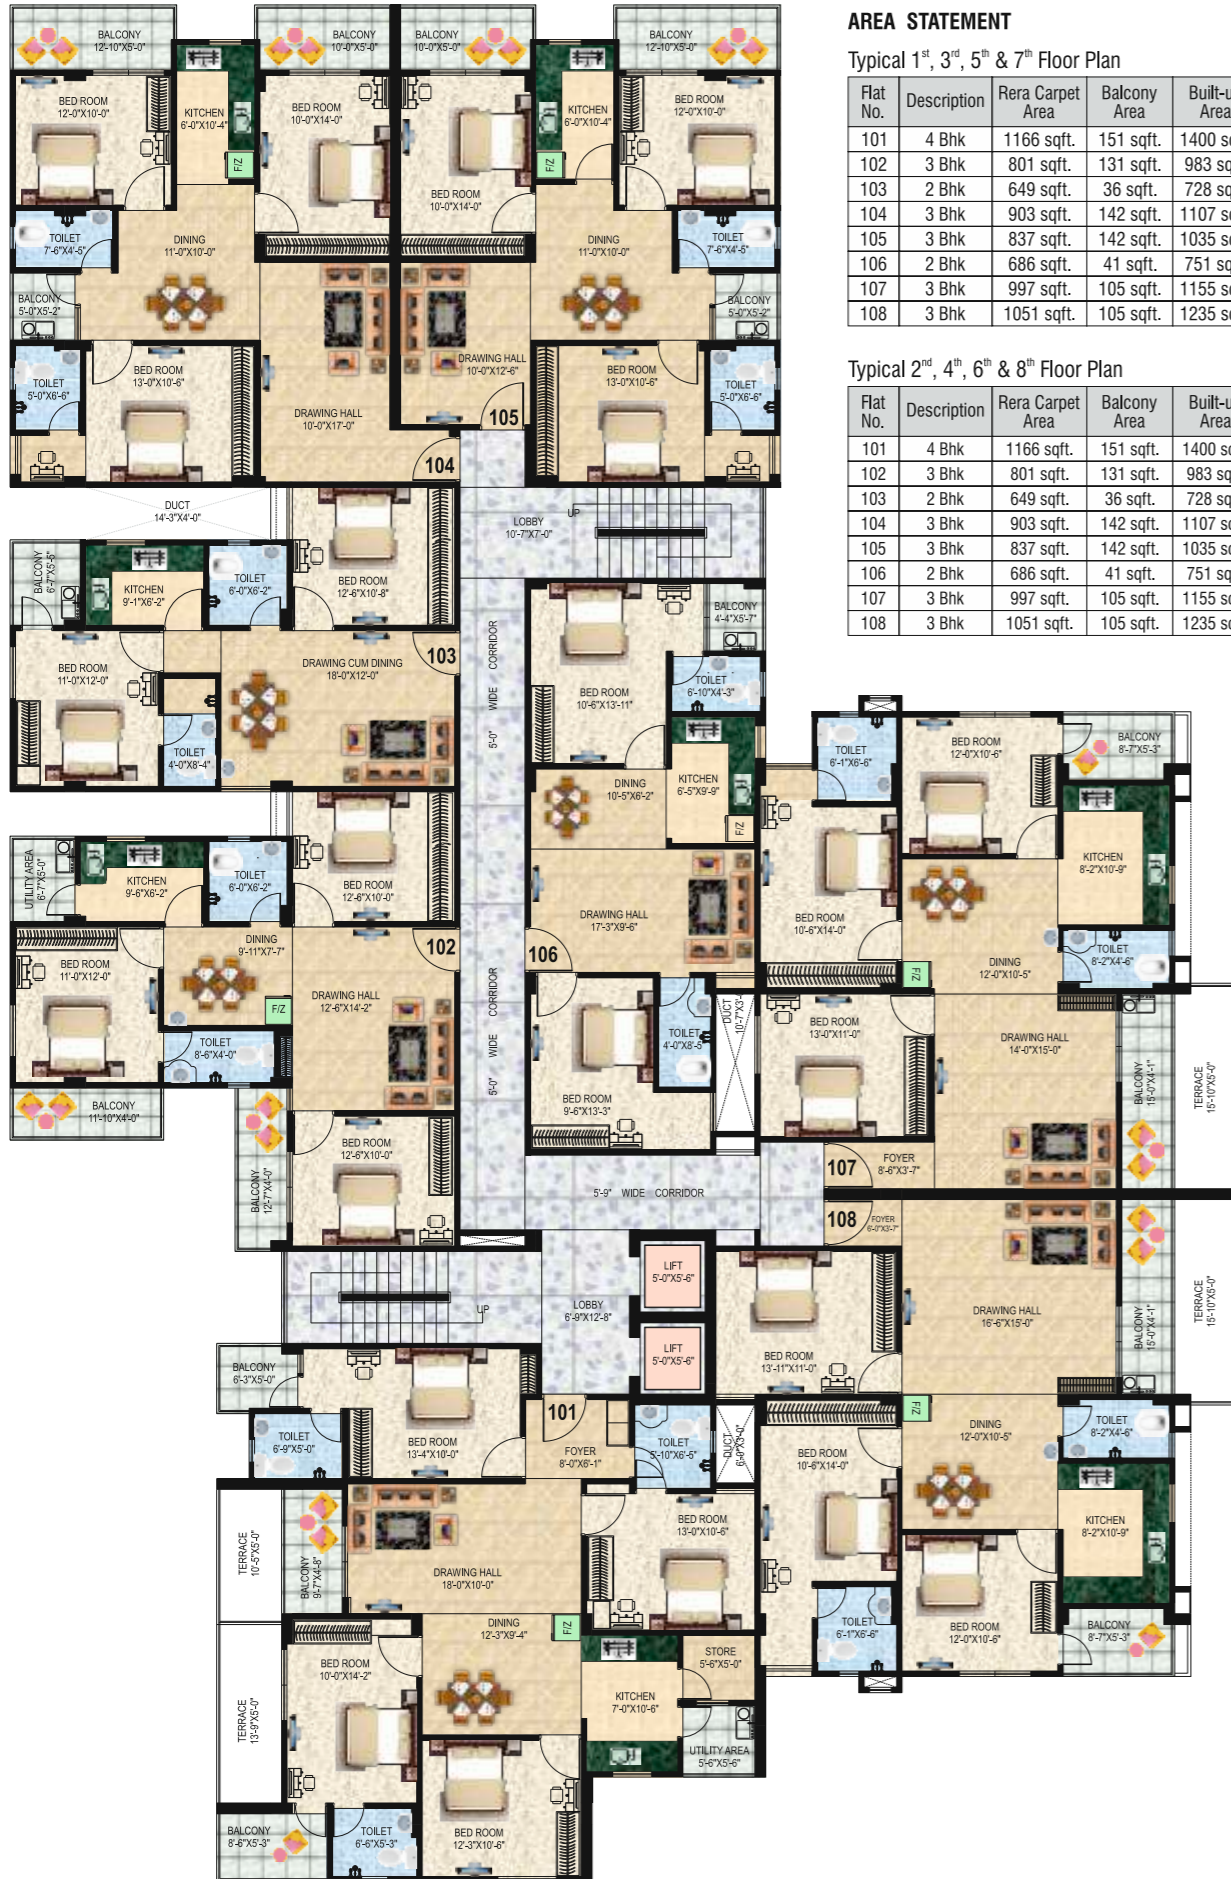 AREA STATEMENT
Typical 1st, 3rd, 5th & 7th Floor Plan
Flat No. Description Rera Carpet Area Balcony Area Area
101 4 Bhk 1166 sqft. 151 sqft. 1400
102 3 Bhk 801 sqft. 131 sqft. 983
103 2 Bhk 649 sqft. 36 sqft. 728
104 3 Bhk 903 sqft. 142 sqft. 1107
105 3 Bhk 837 sqft. 142 sqft. 1035
106 2 Bhk 686 sqft. 41 sqft. 751
107 3 Bhk 997 sqft. 105 sqft. 1155
108 3 Bhk 1051 sqft. 105 sqft. 1235
Typical 2nd, 4th, 6th & 8th Floor Plan
Flat No. Description Rera Carpet Area Balcony Area Area
101 4 Bhk 1166 sqft. 151 sqft. 1400
102 3 Bhk 801 sqft. 131 sqft. 983
103 2 Bhk 649 sqft. 36 sqft. 728
104 3 Bhk 903 sqft. 142 sqft. 1107
105 3 Bhk 837 sqft. 142 sqft. 1035
106 2 Bhk 686 sqft. 41 sqft. 751
107 3 Bhk 997 sqft. 105 sqft. 1155
108 3 Bhk 1051 sqft. 105 sqft. 1235
BALCONY
12'-10"X5'-0"
BALCONY
10'-0"X5'-0"
BALCONY
10'-0"X5'-0"
BALCONY
12'-10"X5'-0"
BED ROOM
12'-0"X10'-0"
KITCHEN
6'-0"X10'-4"
F/Z
BED ROOM
10'-0"X14'-0"
BED ROOM
10'-0"X14'-0"
KITCHEN
6'-0"X10'-4"
F/Z
BED ROOM
12'-0"X10'-0"
TOILET
7'-6"X4'-5"
DINING
11'-0"X10'-0"
DINING
11'-0"X10'-0"
TOILET
7'-6"X4'-5"
BALCONY
5'-0"X5'-2"
BALCONY
5'-0"X5'-2"
TOILET
5'-0"X6'-6"
BED ROOM
13'-0"X10'-6"
DRAWING HALL
10'-0"X17'-0"
104
DRAWING HALL
10'-0"X12'-6"
105
BED ROOM
13'-0"X10'-6"
TOILET
5'-0"X6'-6"
DUCT
14'-3"X4'-0"
LOBBY
10'-7"X7'-0"
UP
BALCONY
6'-7"X5'-5"
KITCHEN
9'-1"X6'-2"
TOILET
6'-0"X6'-2"
BED ROOM
12'-6"X10'-8"
BED ROOM
11'-0"X12'-0"
TOILET
4'-0"X8'-4"
DRAWING CUM DINING
18'-0"X12'-0"
103
5'-0" WIDE CORRIDOR
BED ROOM
10'-6"X13'-11"
BALCONY
4'-4"X5'-7"
TOILET
6'-10"X4'-3"
DINING
10'-5"X6'-2"
KITCHEN
6'-5"X9'-9"
F/Z
DRAWING HALL
17'-3"X9'-6"
106
BED ROOM
9'-6"X13'-3"
TOILET
4'-0"X8'-5"
DUCT
UTILITY AREA
6'-7"X5'-0"
KITCHEN
9'-6"X6'-2"
TOILET
6'-0"X6'-2"
BED ROOM
12'-6"X10'-0"
BED ROOM
11'-0"X12'-0"
DINING
9'-11"X7'-7"
F/Z
DRAWING HALL
12'-6"X14'-2"
102
TOILET
8'-6"X4'-0"
BALCONY
11'-10"X4'-0"
BALCONY
12'-7"X4'-0"
BED ROOM
12'-6"X10'-0"
5'-0" WIDE CORRIDOR
5'-9" WIDE CORRIDOR
TOILET
6'-1"X6'-6"
BED ROOM
12'-0"X10'-6"
BALCONY
8'-7"X5'-3"
BED ROOM
10'-6"X14'-0"
KITCHEN
8'-2"X10'-9"
F/Z
DINING
12'-0"X10'-5"
TOILET
8'-2"X4'-6"
BED ROOM
13'-0"X11'-0"
DRAWING HALL
14'-0"X15'-0"
BALCONY
15'-0"X4'-1"
TERRACE
15'-10"X5'-0"
107
FOYER
8'-6"X3'-7"
108
FOYER
6'-0"X3'-7"
BED ROOM
13'-11"X11'-0"
DRAWING HALL
16'-6"X15'-0"
BALCONY
15'-0"X4'-1"
TERRACE
15'-10"X5'-0"
F/Z
DINING
12'-0"X10'-5"
TOILET
8'-2"X4'-6"
BED ROOM
10'-6"X14'-0"
KITCHEN
8'-2"X10'-9"
TOILET
6'-1"X6'-6"
BED ROOM
12'-0"X10'-6"
BALCONY
8'-7"X5'-3"
UP
LOBBY
6'-9"X12'-8"
LIFT
5'-0"X5'-6"
LIFT
5'-0"X5'-6"
BALCONY
6'-3"X5'-0"
TOILET
6'-9"X5'-0"
BED ROOM
13'-4"X10'-0"
101
FOYER
8'-0"X6'-1"
TOILET
5'-10"X6'-5"
DUCT
6'-0"X3'-0"
TERRACE
10'-5"X5'-0"
BALCONY
9'-7"X4'-8"
DRAWING HALL
18'-0"X10'-0"
BED ROOM
13'-0"X10'-6"
DINING
12'-3"X9'-4"
F/Z
TERRACE
13'-9"X5'-0"
BED ROOM
10'-0"X14'-2"
KITCHEN
7'-0"X10'-6"
STORE
5'-6"X5'-0"
UTILITY AREA
5'-6"X5'-6"
BALCONY
8'-6"X5'-3"
TOILET
6'-6"X5'-3"
BED ROOM
12'-3"X10'-6"